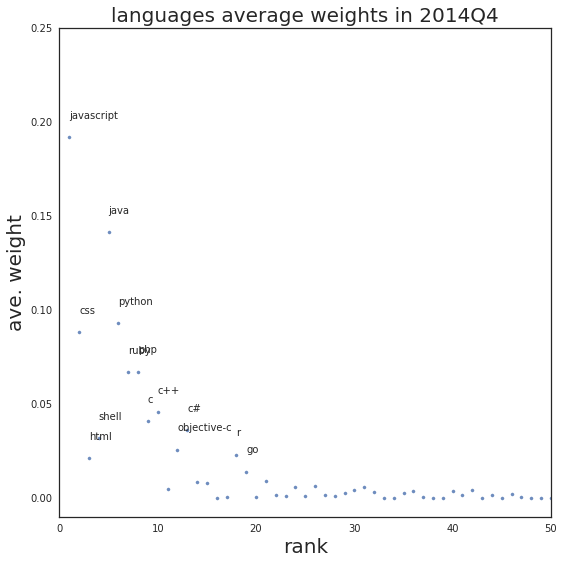 languages average weights in 2014Q4
0.25
0.20
0.15
0.10
0.05
0.00
ave. weight
javascript
java
css
python
ruby
php
c++
c
c#
shell
objective-c
html
r
go
0
10
20
30
40
50
rank